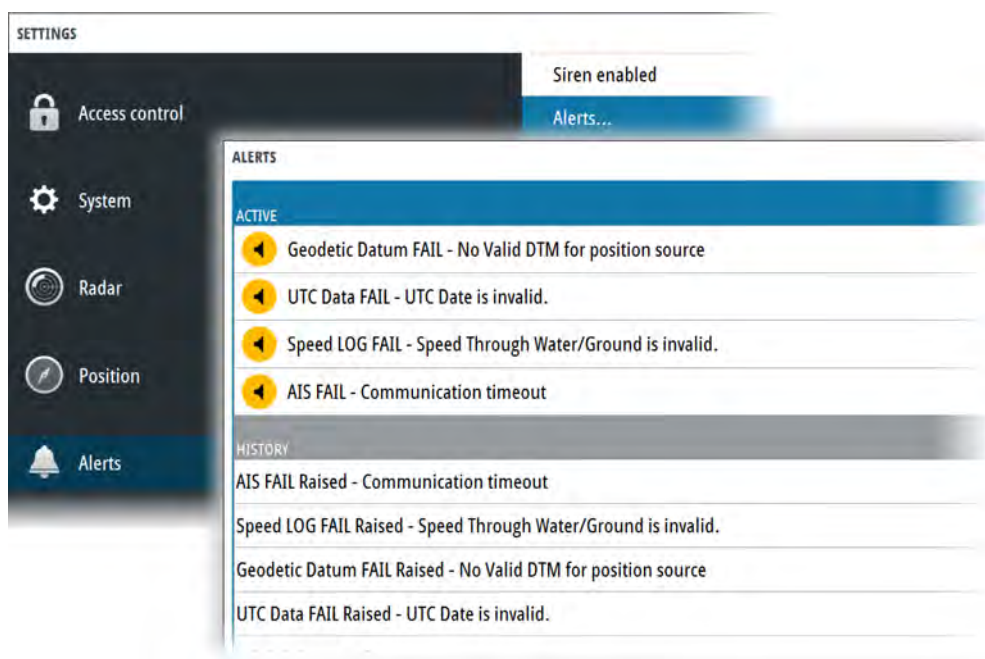 SETTINGS
Access control
System
Radar
Position
Alerts
Siren enabled
Alerts...
ALERTS
ACTIVE
Geodetic Datum FAIL - No Valid DTM for position source
UTC Data FAIL - UTC Date is invalid.
Speed LOG FAIL - Speed Through Water/Ground is invalid.
AIS FAIL - Communication timeout
HISTORY
AIS FAIL Raised - Communication timeout
Speed LOG FAIL Raised - Speed Through Water/Ground is invalid.
Geodetic Datum FAIL Raised - No Valid DTM for position source
UTC Data FAIL Raised - UTC Date is invalid.